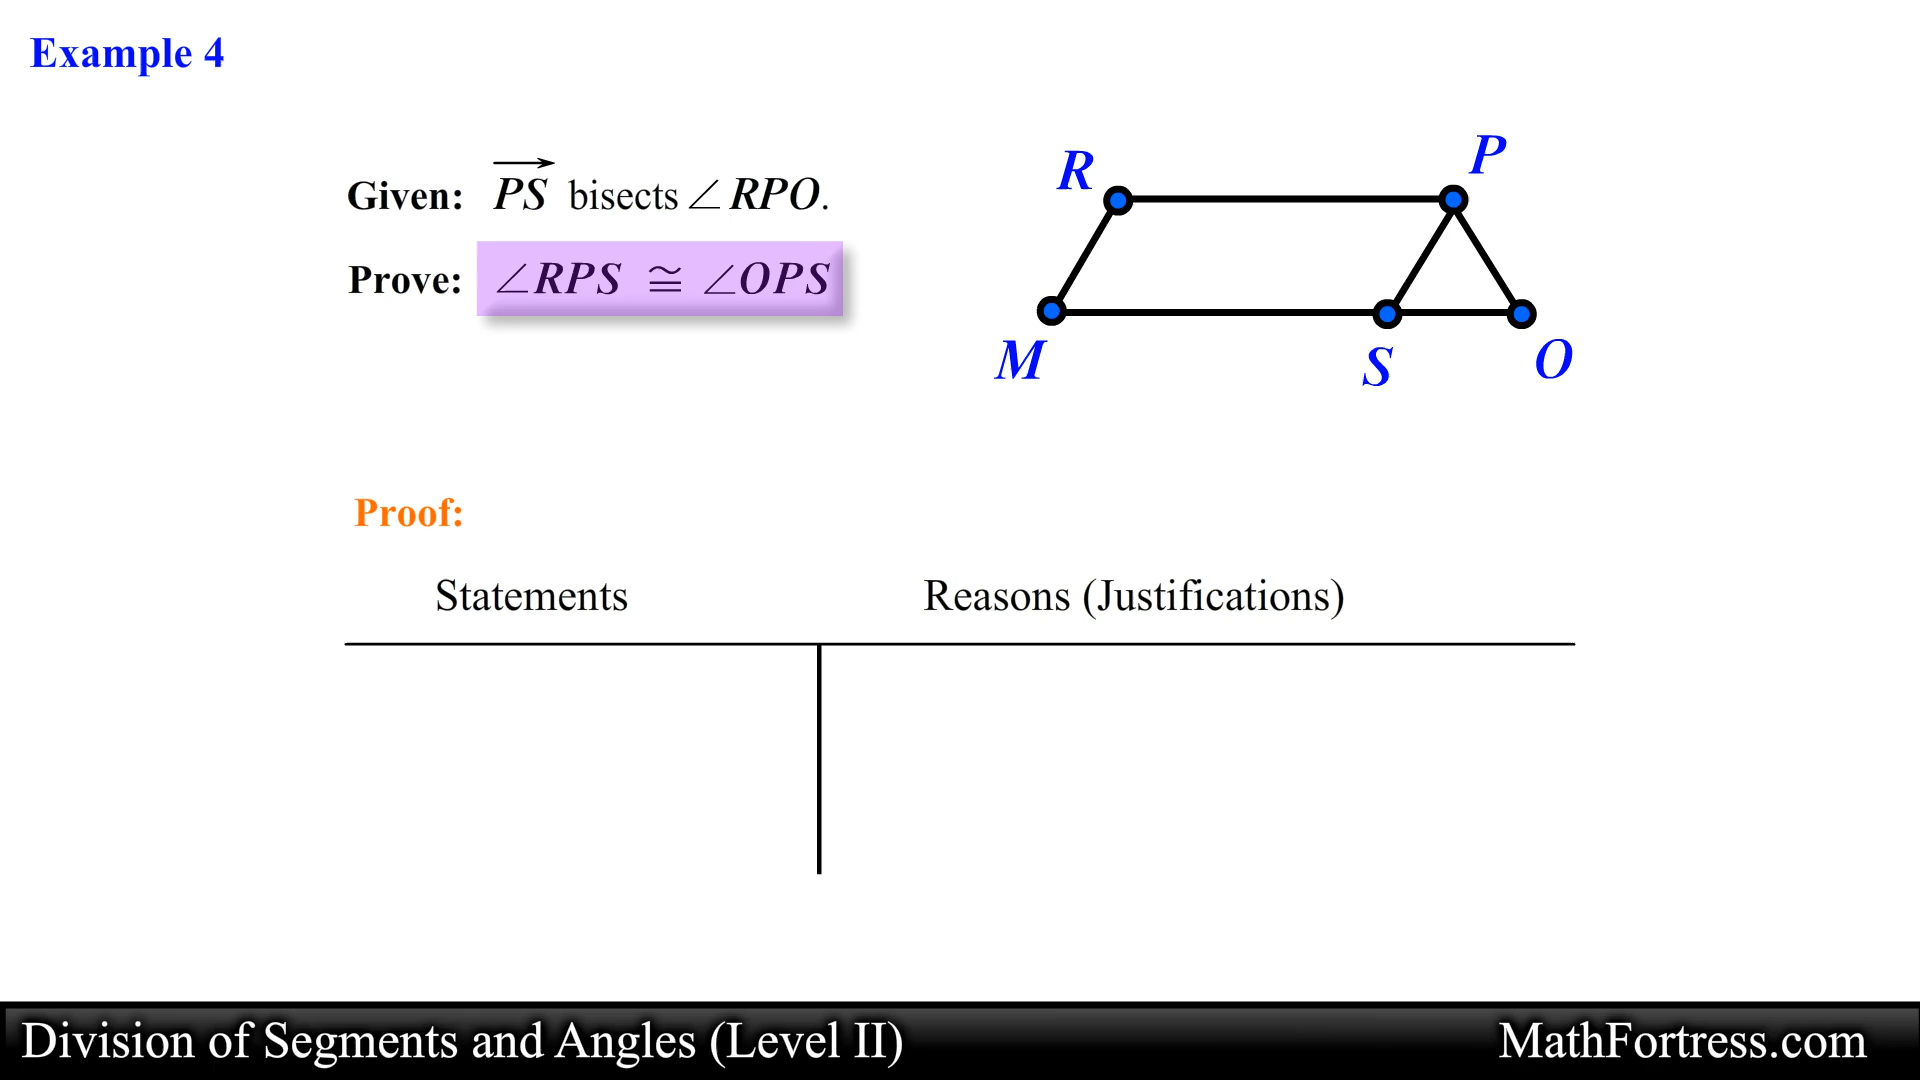 Example 4
Given: PS bisects ∠RPO.
Prove: ∠RPS ≅ ∠OPS
R
P
M
S
O
Proof:
Statements
Reasons (Justifications)
Division of Segments and Angles (Level II)
MathFortress.com